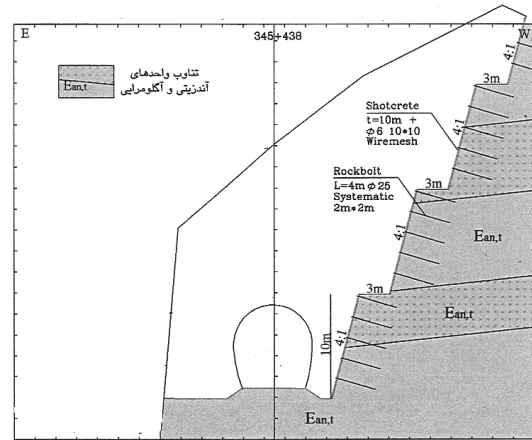 E
345+438
W
تناوب واحدهای
آندزیتی و آگلومرایی
Ean,t
4:1
3m
Shotcrete
t=10m +
ϕ6 10*10
Wiremesh
4:1
Rockbolt
L=4m ϕ 25
Systematic
2m*2m
3m
4:1
Ean,t
3m
Ean,t
10m
4:1
Ean,t